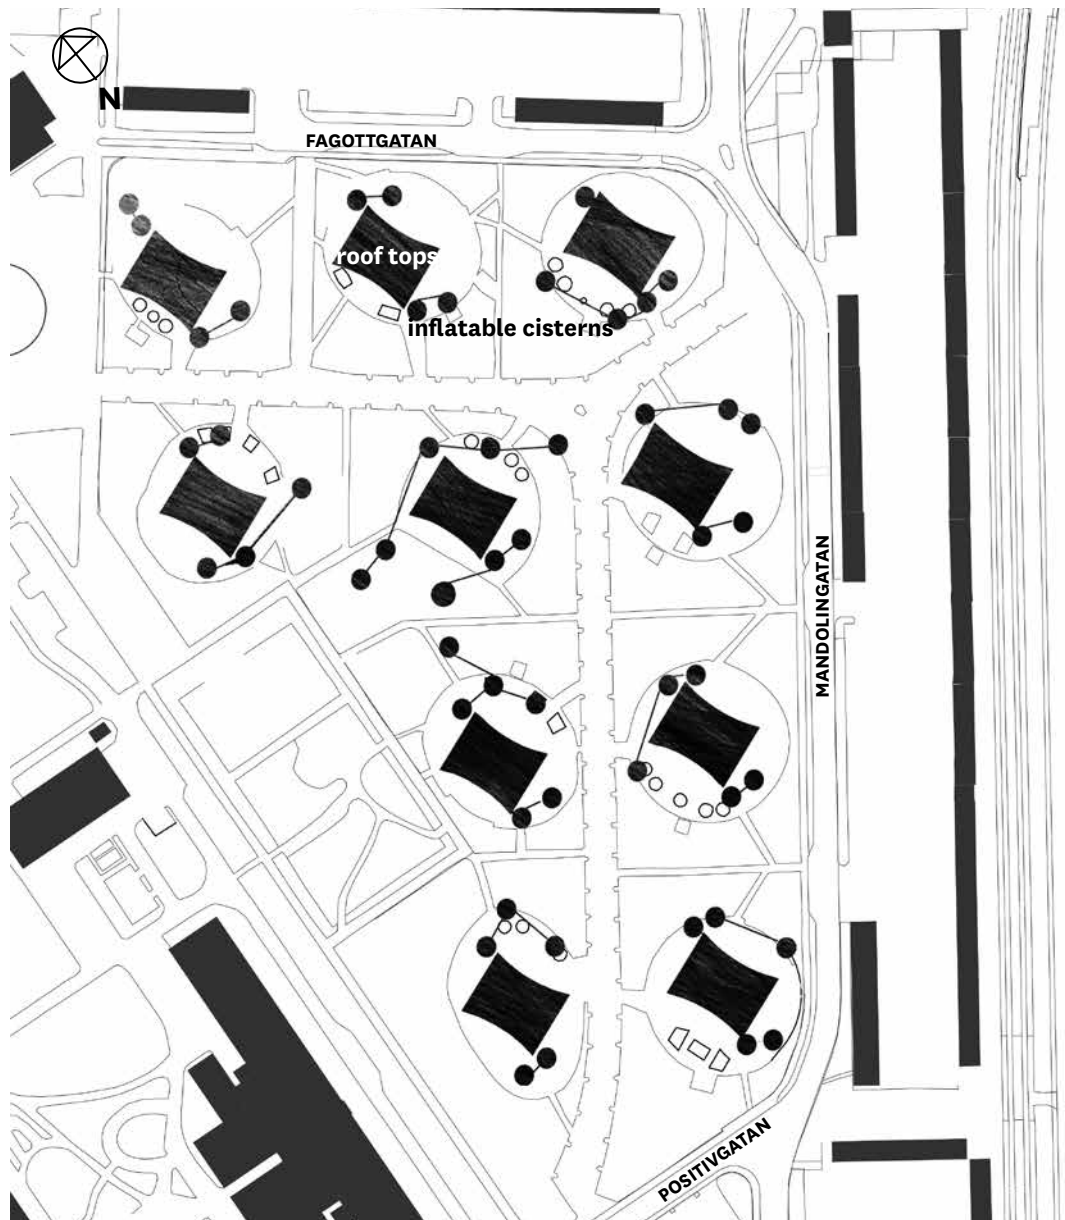 N
FAGOTTGATAN
roof tops
inflatable cisterns
MANDOLINGATAN
POSITIVGATAN